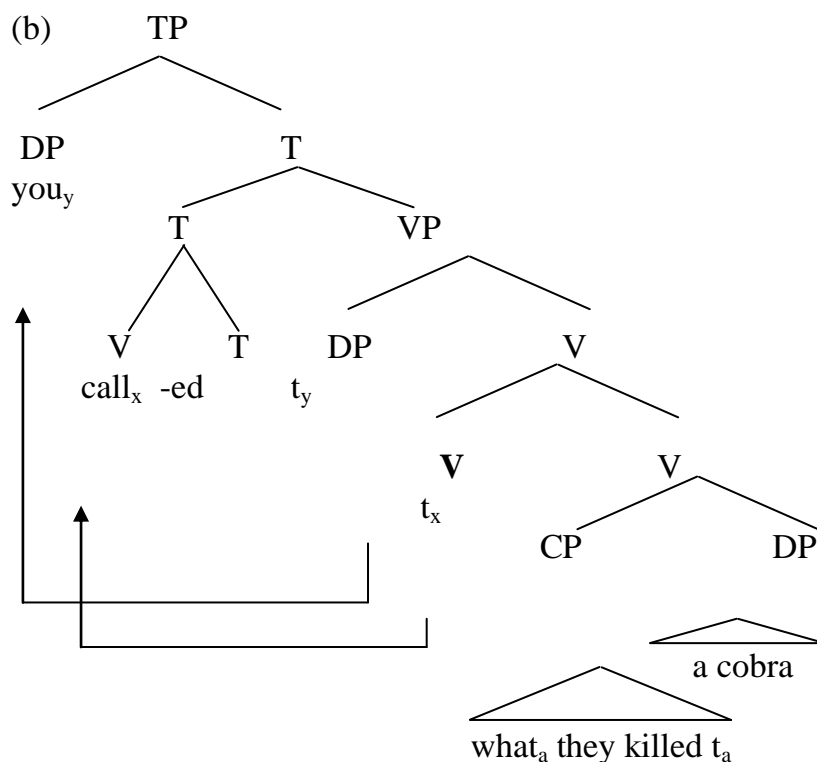 (b) TP
DP T
you_y
T VP
V T DP V
call_x -ed t_y
V V
t_x
CP DP
a cobra
what_a they killed t_a